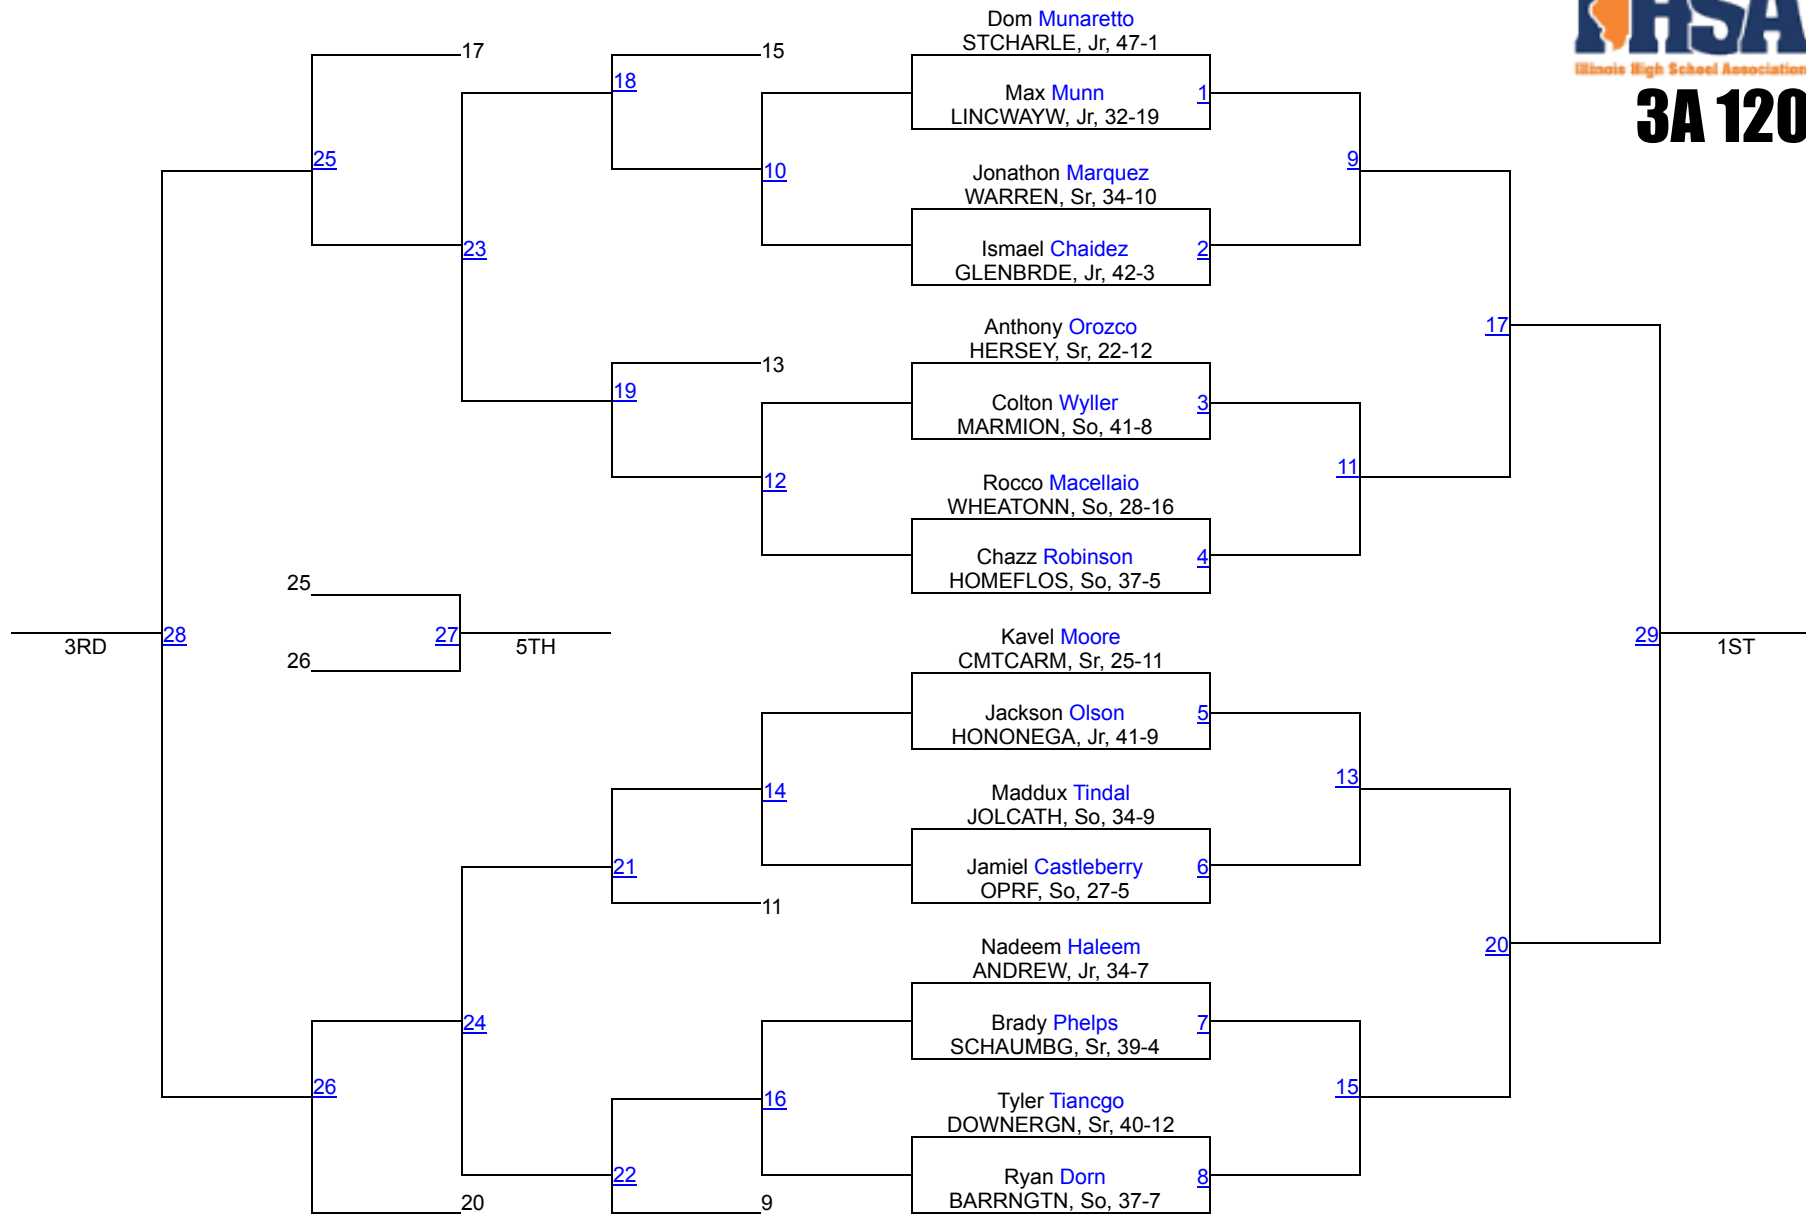 IHSA
Illinois High School Association
3A 120
Dom Munaretto
STCHARLE, Jr, 47-1
17
15
18
Max Munn
1
LINCWAYW, Jr, 32-19
25
9
10
Jonathon Marquez
WARREN, Sr, 34-10
23
Ismael Chaidez
2
GLENBRDE, Jr, 42-3
Anthony Orozco
17
HERSEY, Sr, 22-12
13
19
Colton Wyller
3
MARMION, So, 41-8
11
12
Rocco Macellaio
WHEATONN, So, 28-16
Chazz Robinson
4
HOMEFLOS, So, 37-5
25
3RD
28
27
5TH
26
Kavel Moore
29
1ST
CMTCARM, Sr, 25-11
Jackson Olson
5
HONONEGA, Jr, 41-9
13
14
Maddux Tindal
JOLCATH, So, 34-9
21
Jamiel Castleberry
6
OPRF, So, 27-5
11
Nadeem Haleem
20
ANDREW, Jr, 34-7
24
Brady Phelps
7
SCHAUMBG, Sr, 39-4
26
15
16
Tyler Tiancgo
DOWNERGN, Sr, 40-12
22
Ryan Dorn
8
BARRNGTN, So, 37-7
20
9